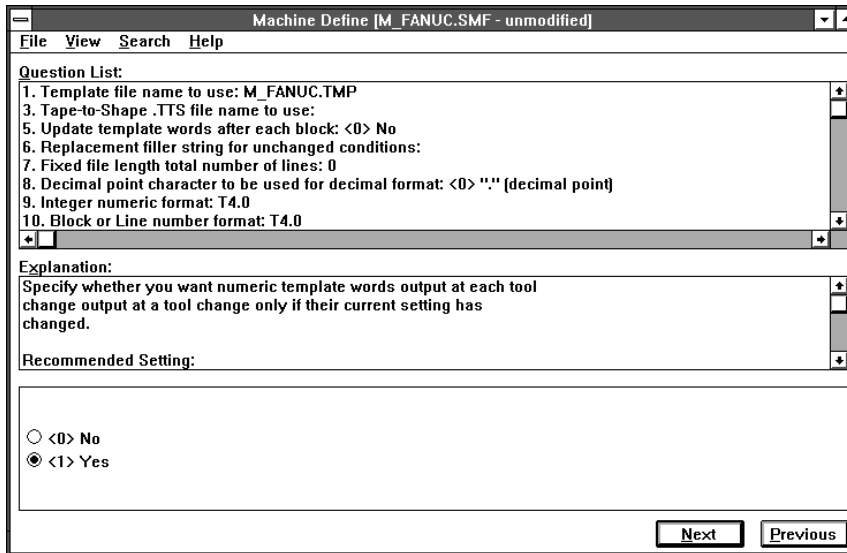 Machine Define [M_FANUC.SMF - unmodified]
File View Search Help
Question List:
1. Template file name to use: M_FANUC.TMP
3. Tape-to-Shape .TTS file name to use:
5. Update template words after each block: <0> No
6. Replacement filler string for unchanged conditions:
7. Fixed file length total number of lines: 0
8. Decimal point character to be used for decimal format: <0> "." (decimal point)
9. Integer numeric format: T4.0
10. Block or Line number format: T4.0
Explanation:
Specify whether you want numeric template words output at each tool
change output at a tool change only if their current setting has
changed.
Recommended Setting:
<0> No
<1> Yes
Next Previous